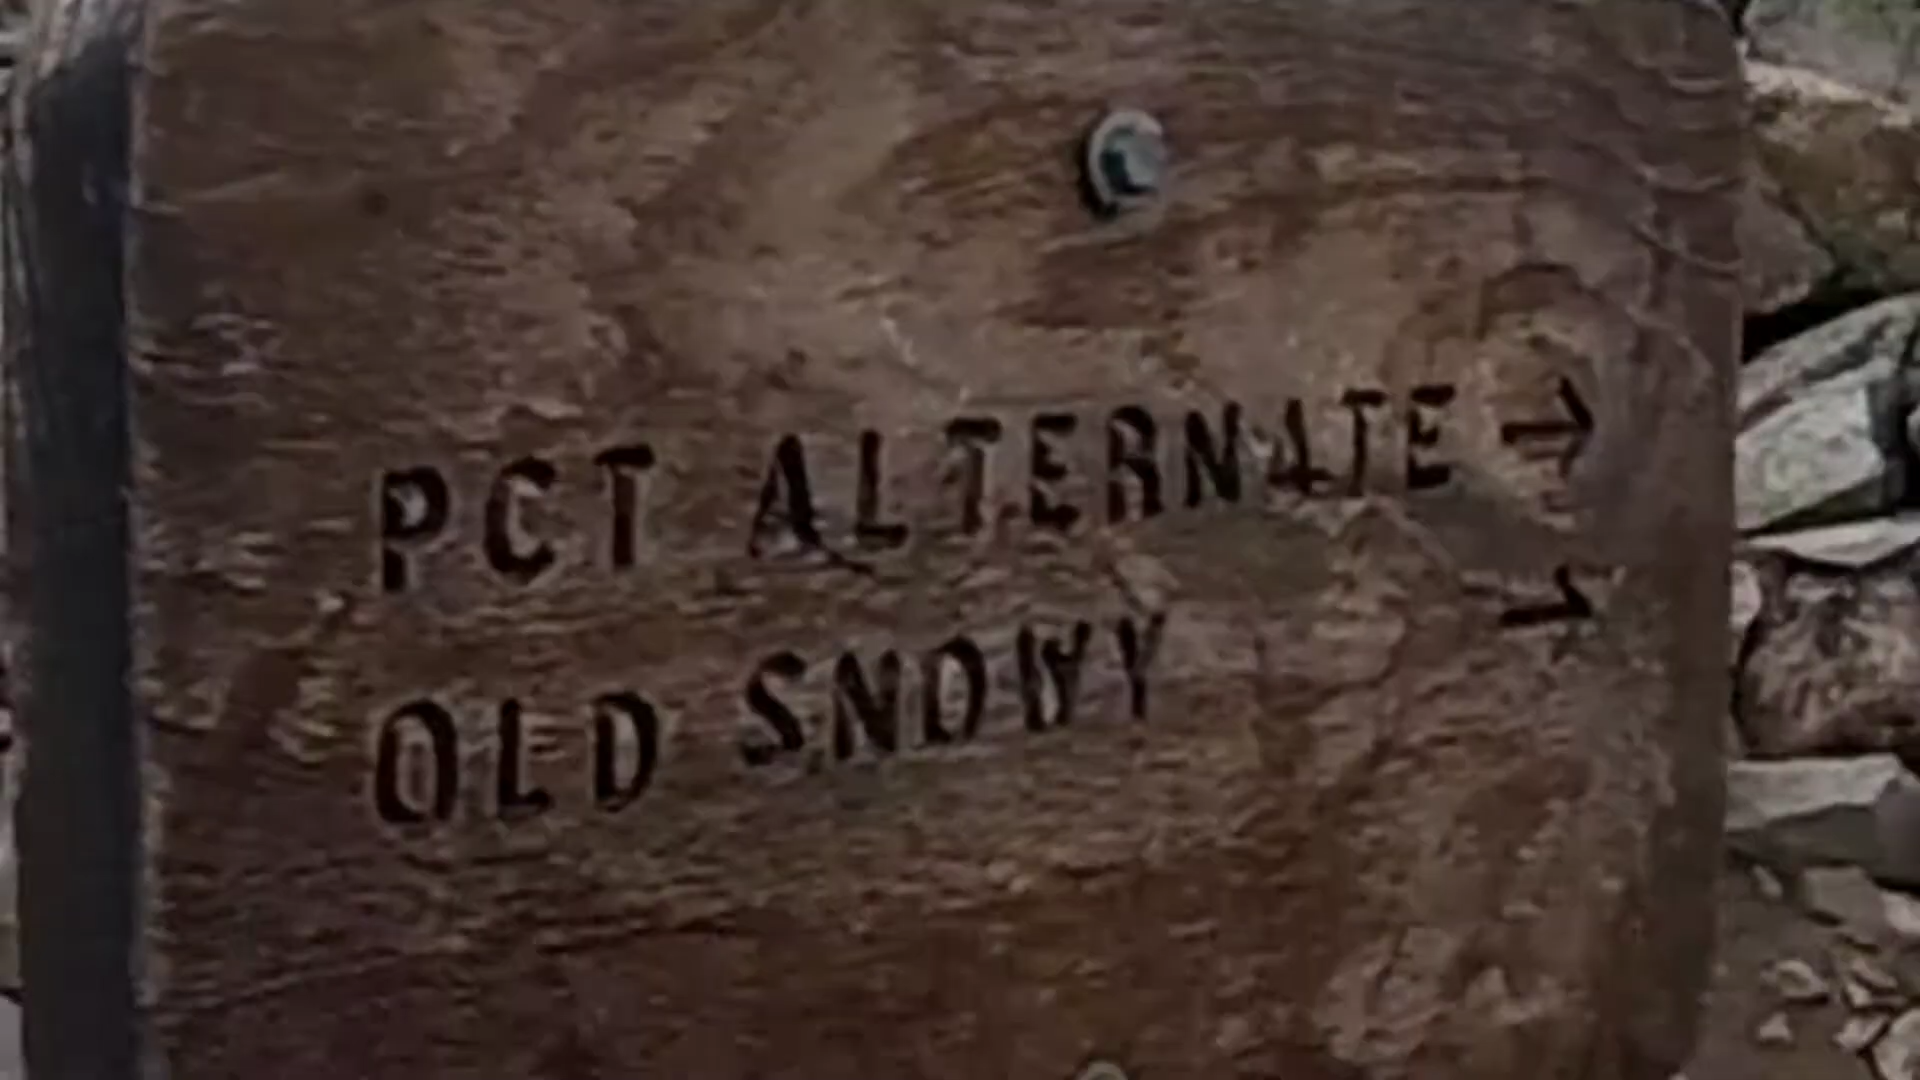 PCT ALTERNATE →
OLD SNOWY →